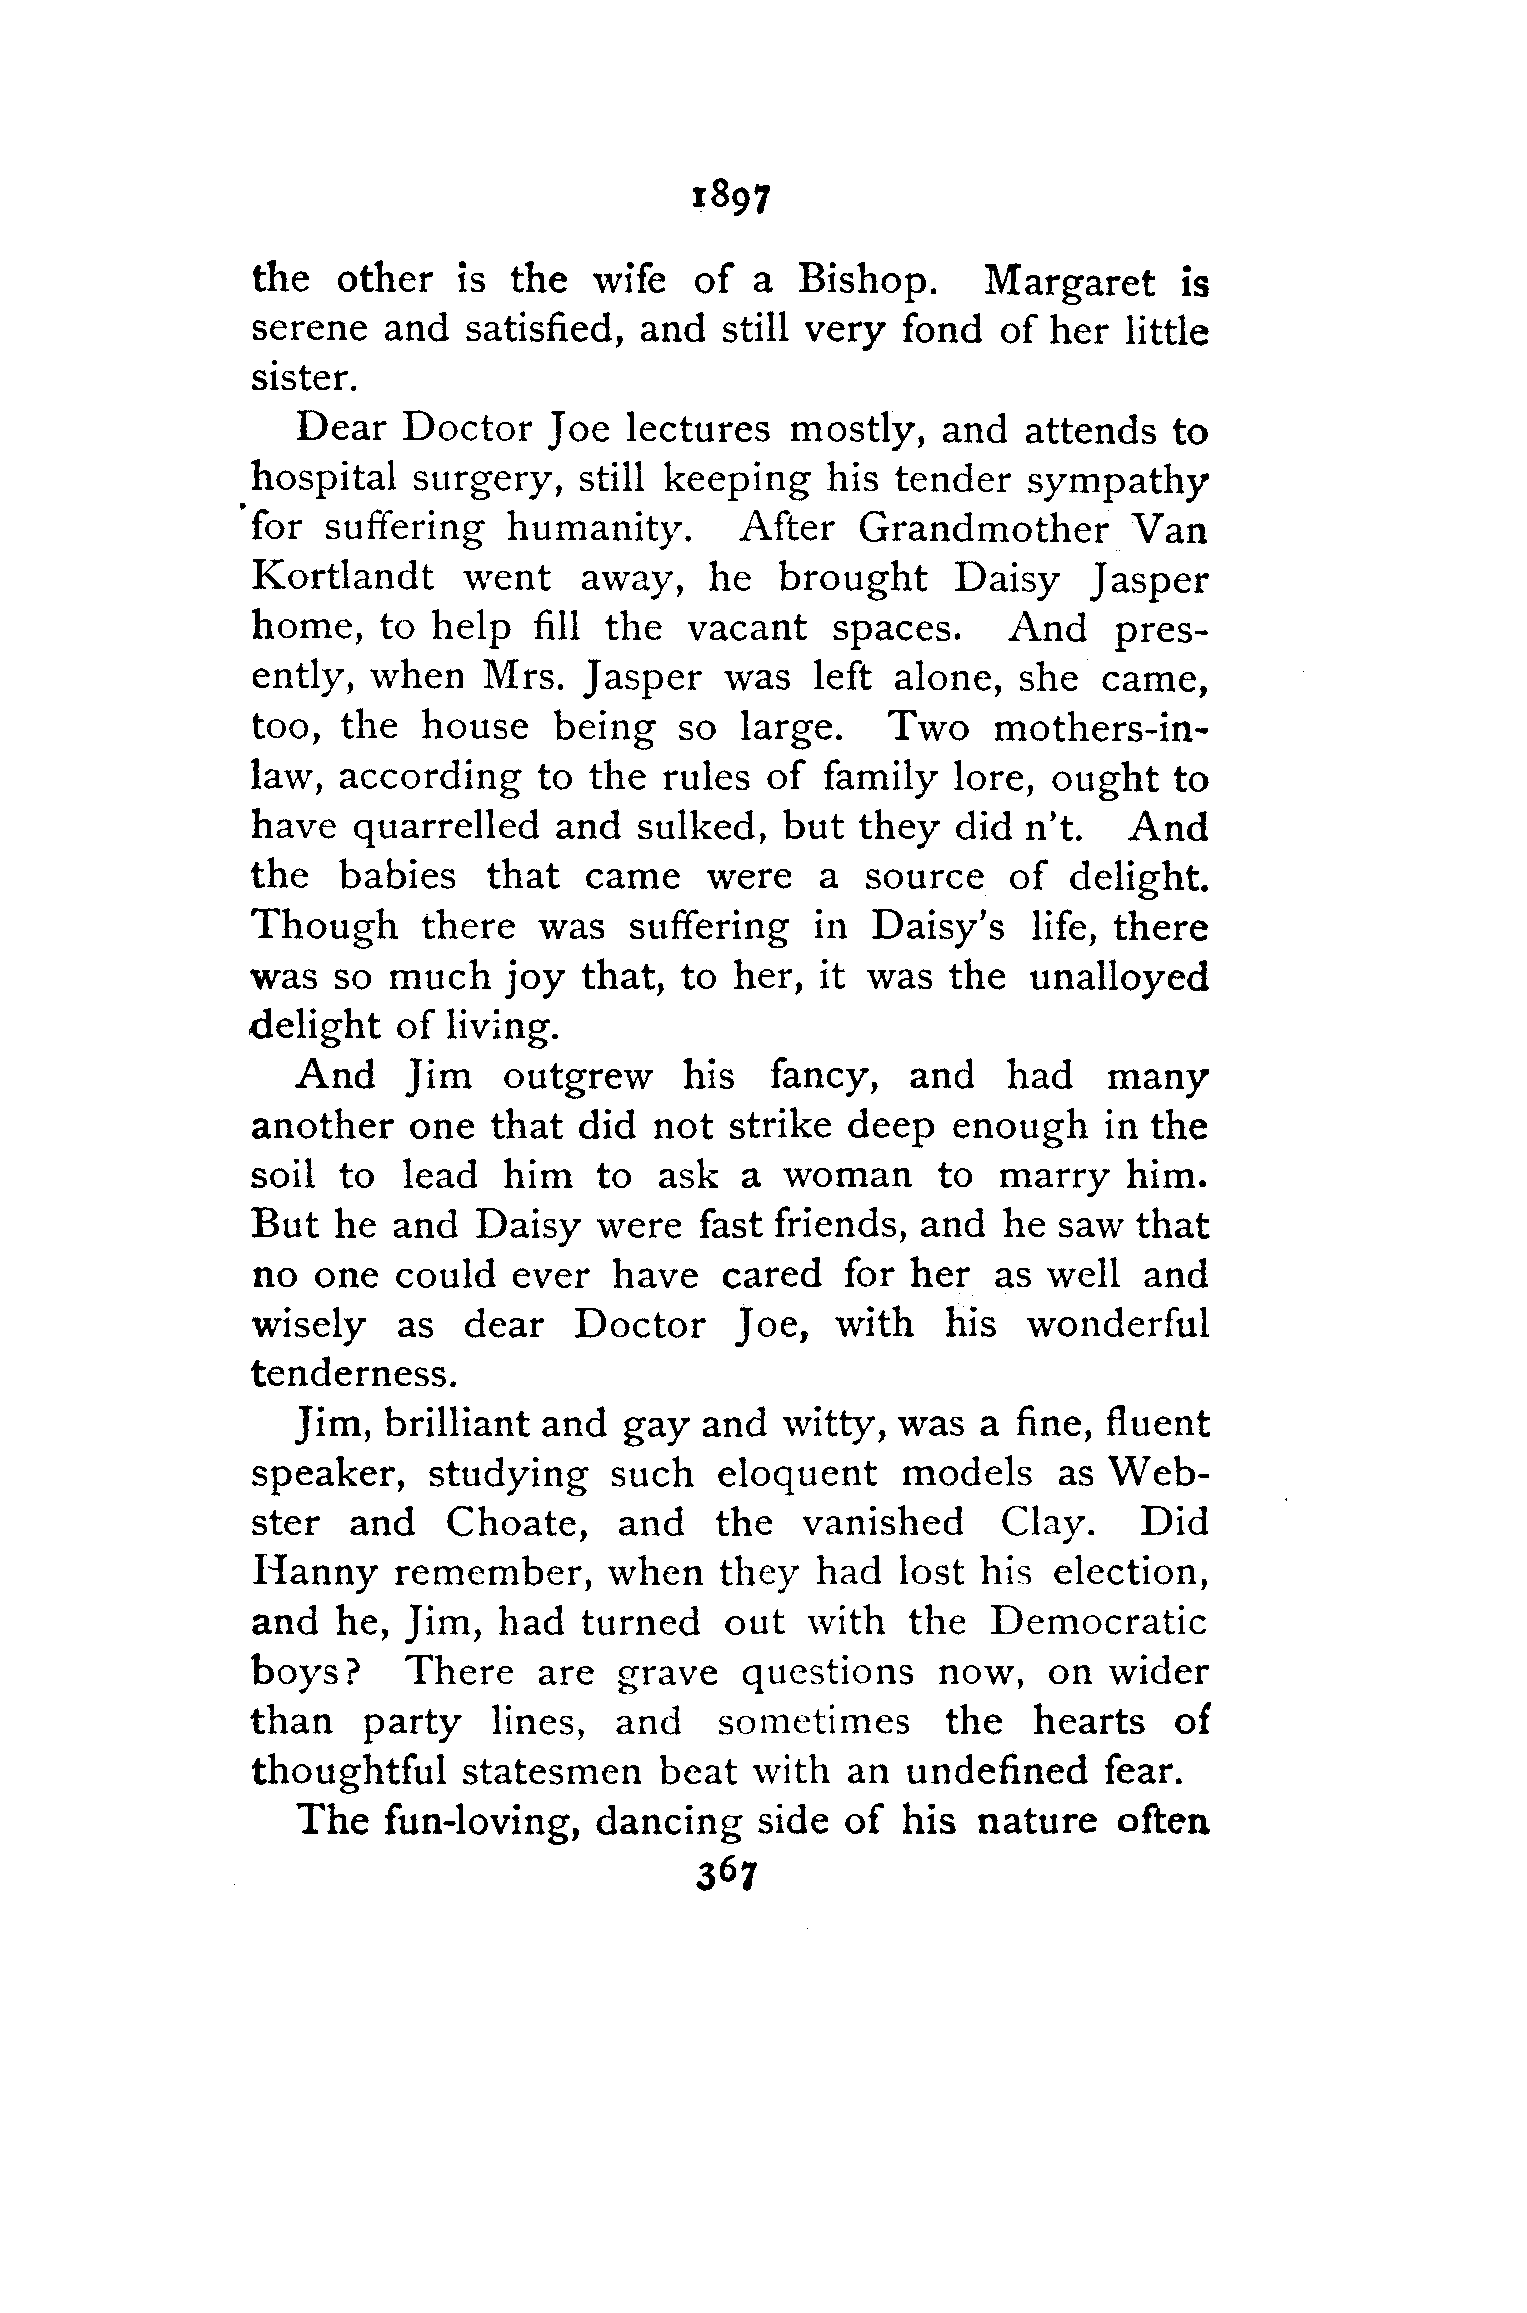 1897
the other is the wife of a Bishop. Margaret is
serene and satisfied, and still very fond of her little
sister.
Dear Doctor Joe lectures mostly, and attends to
hospital surgery, still keeping his tender sympathy
for suffering humanity. After Grandmother Van
Kortlandt went away, he brought Daisy Jasper
home, to help fill the vacant spaces. And pres-
ently, when Mrs. Jasper was left alone, she came,
too, the house being so large. Two mothers-in-
law, according to the rules of family lore, ought to
have quarrelled and sulked, but they did n't. And
the babies that came were a source of delight.
Though there was suffering in Daisy's life, there
was so much joy that, to her, it was the unalloyed
delight of living.
And Jim outgrew his fancy, and had many
another one that did not strike deep enough in the
soil to lead him to ask a woman to marry him.
But he and Daisy were fast friends, and he saw that
no one could ever have cared for her as well and
wisely as dear Doctor Joe, with his wonderful
tenderness.
Jim, brilliant and gay and witty, was a fine, fluent
speaker, studying such eloquent models as Web-
ster and Choate, and the vanished Clay. Did
Hanny remember, when they had lost his election,
and he, Jim, had turned out with the Democratic
boys? There are grave questions now, on wider
than party lines, and sometimes the hearts of
thoughtful statesmen beat with an undefined fear.
The fun-loving, dancing side of his nature often
367